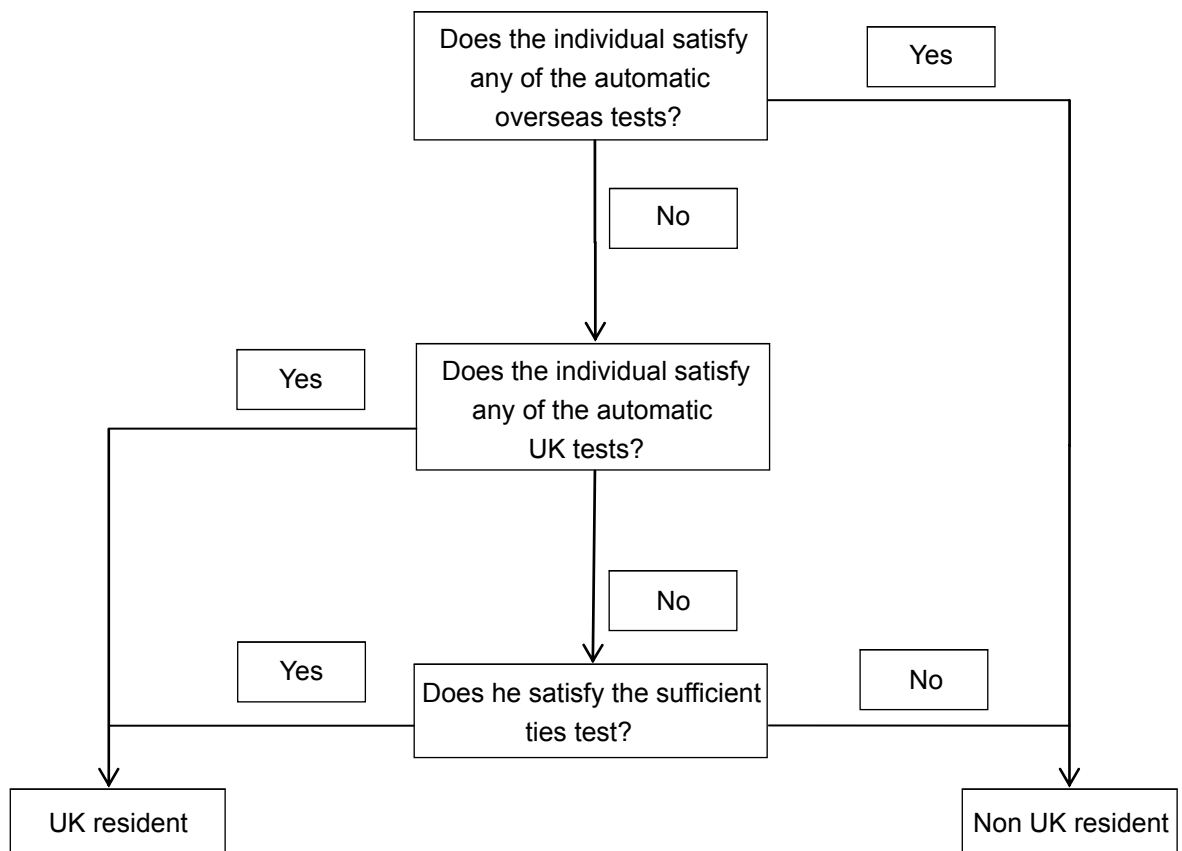 Does the individual satisfy
any of the automatic
overseas tests?
Yes
No
Yes
Does the individual satisfy
any of the automatic
UK tests?
No
Yes
Does he satisfy the sufficient
ties test?
No
UK resident
Non UK resident